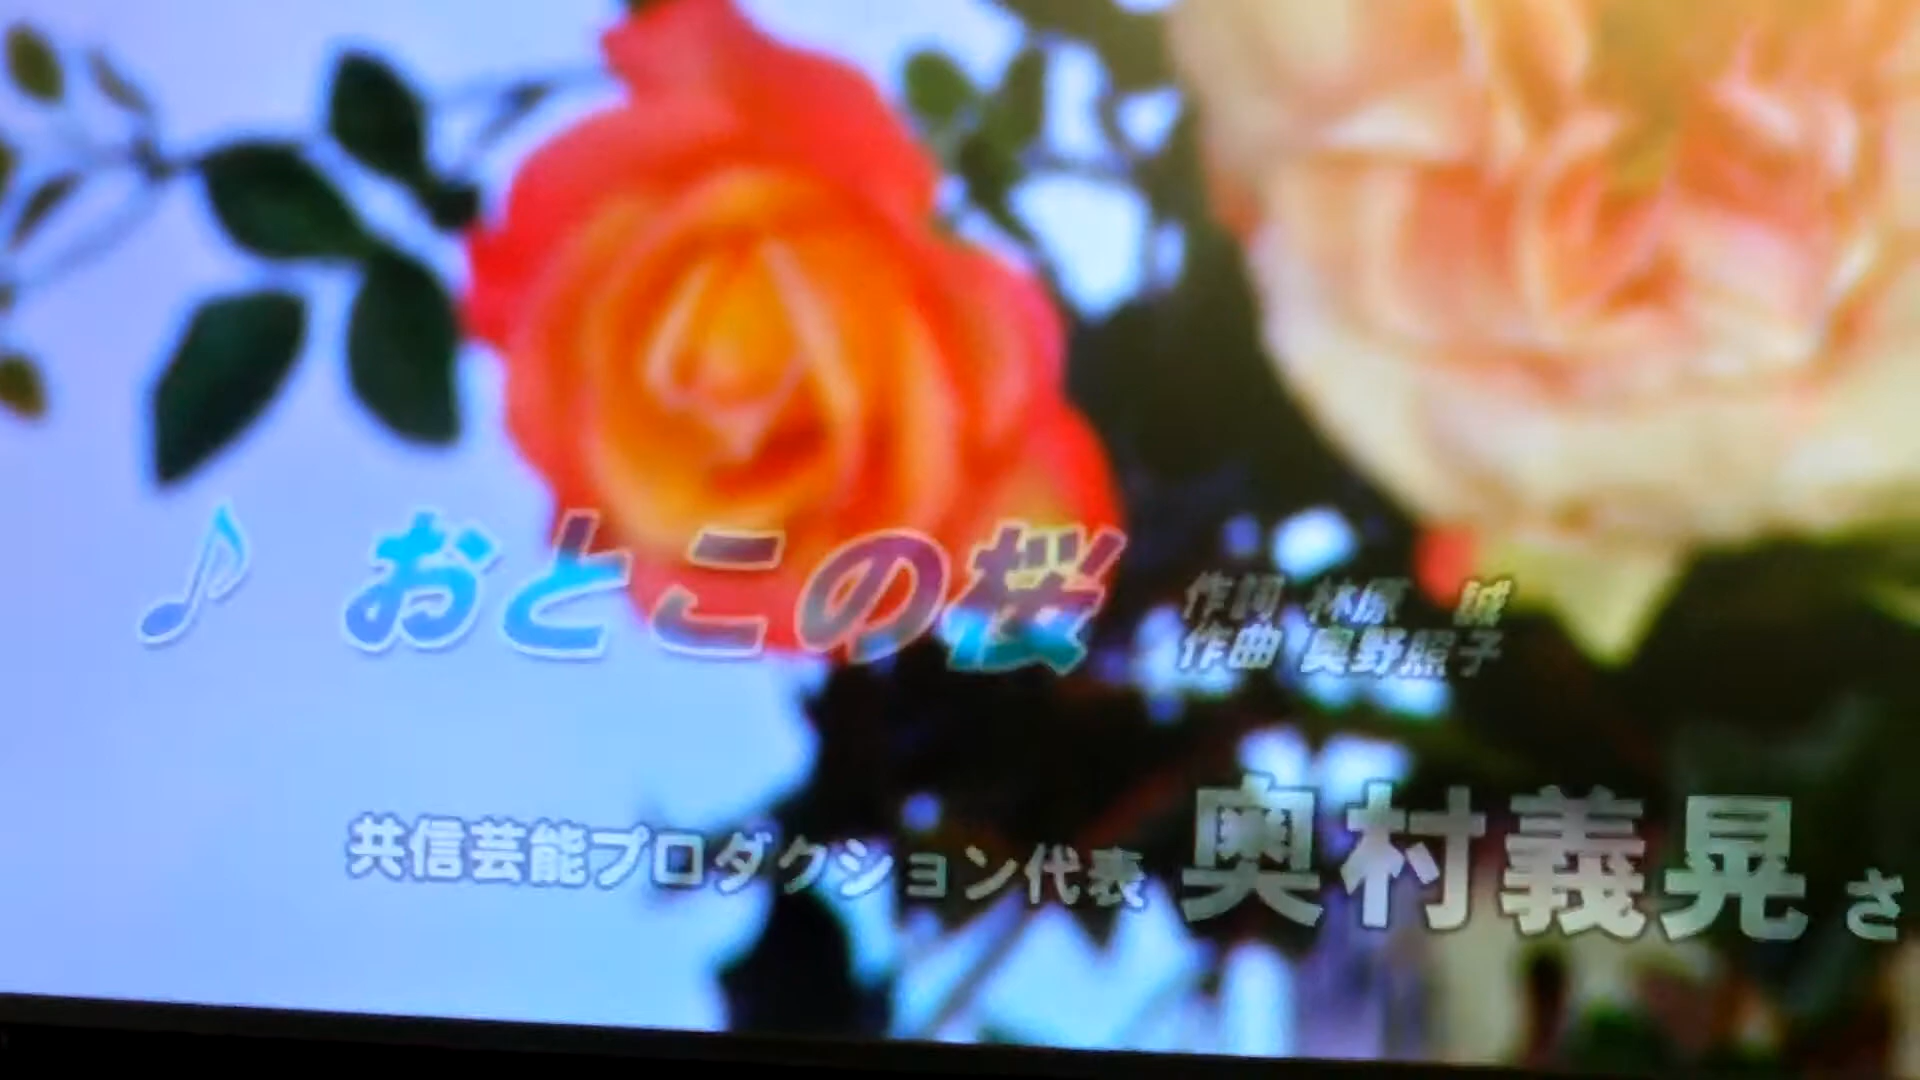 ♪ おとこの桜
作詞 林原 誠
作曲 奥野照子
共信芸能プロダクション代表 奥村義晃 さ